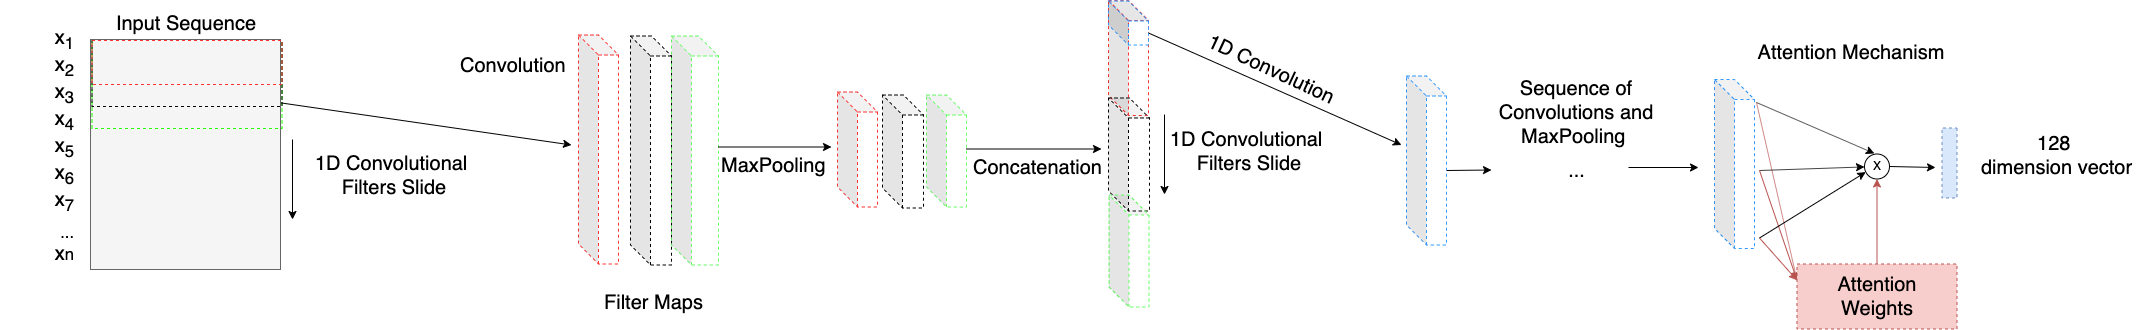 Input Sequence
x1
x2
x3
x4
x5
x6
x7
...
xn
1D Convolutional
Filters Slide
Convolution
Filter Maps
MaxPooling
Concatenation
1D Convolutional
Filters Slide
1D Convolution
Sequence of
Convolutions and
MaxPooling
...
Attention Mechanism
x
Attention
Weights
128
dimension vector